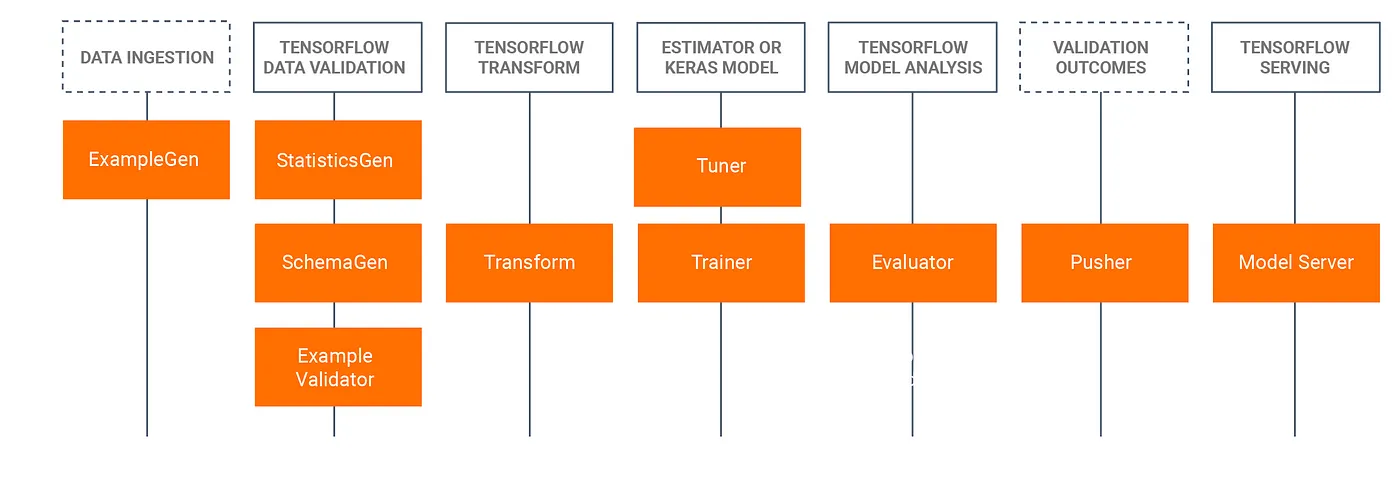 DATA INGESTION
TENSORFLOW
DATA VALIDATION
TENSORFLOW
TRANSFORM
ESTIMATOR OR
KERAS MODEL
TENSORFLOW
MODEL ANALYSIS
VALIDATION
OUTCOMES
TENSORFLOW
SERVING
ExampleGen
StatisticsGen
SchemaGen
Example
Validator
Transform
Tuner
Trainer
Evaluator
Pusher
Model Server